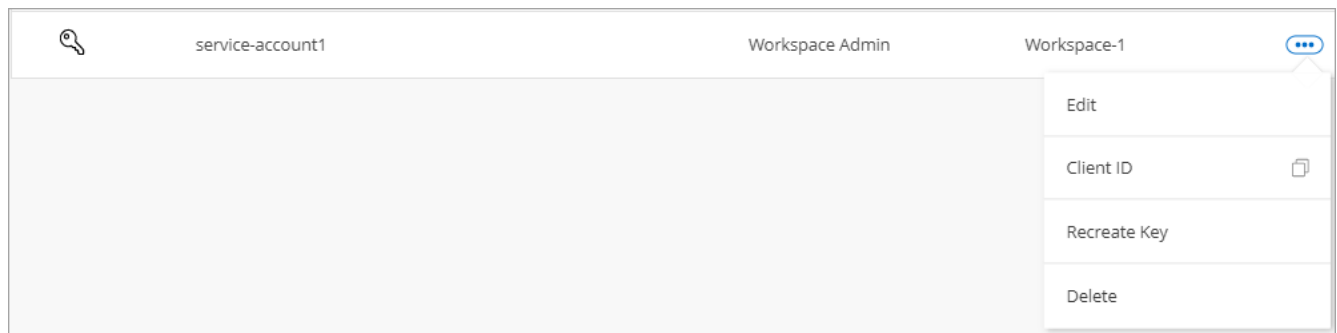 service-account1 Workspace Admin Workspace-1
Edit
Client ID
Recreate Key
Delete